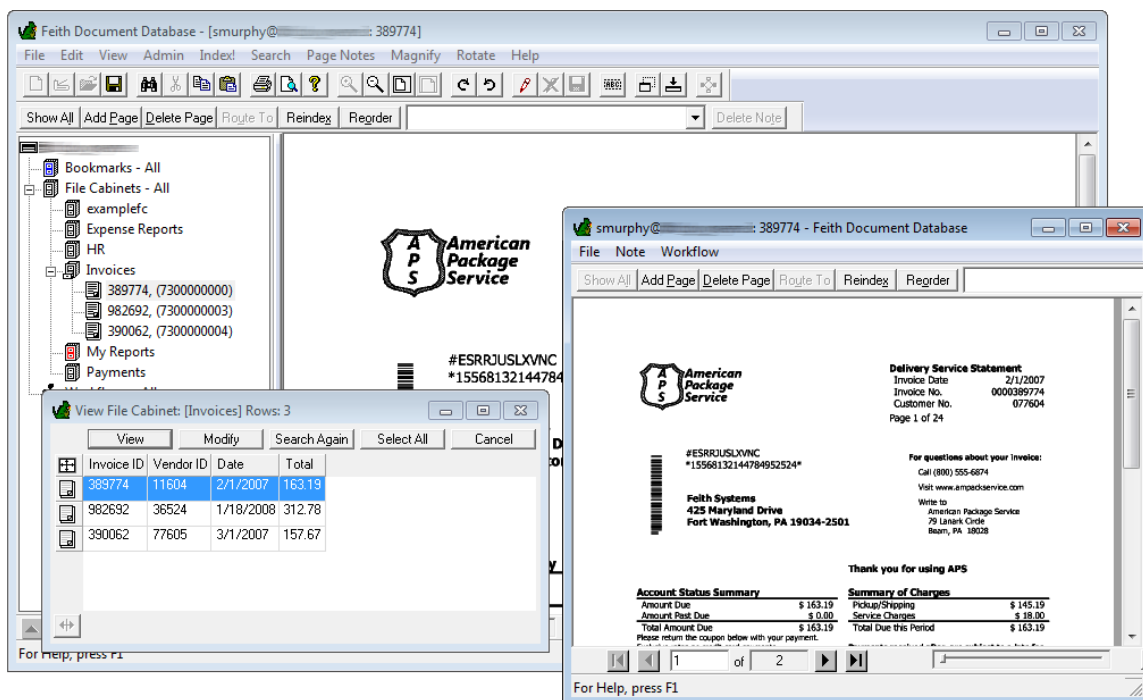 Feith Document Database - [smurphy@ : 389774]
File Edit View Admin Index! Search Page Notes Magnify Rotate Help
Show All Add Page Delete Page Route To Reindex Reorder Delete Note
Bookmarks - All
File Cabinets - All
examplefc
Expense Reports
HR
Invoices
389774, (7300000000)
982692, (7300000003)
390062, (7300000004)
My Reports
Payments
American
Package
Service
A
P
S
#ESRRJUSLXVNC
*15568132144784
For Help, press F1
View File Cabinet: [Invoices] Rows: 3
View Modify Search Again Select All Cancel
Invoice ID Vendor ID Date Total
389774 11604 2/1/2007 163.19
982692 36524 1/18/2008 312.78
390062 77605 3/1/2007 157.67
smurphy@ : 389774 - Feith Document Database
File Note Workflow
Show All Add Page Delete Page Route To Reindex Reorder
A
P
S
American
Package
Service
Delivery Service Statement
Invoice Date 2/1/2007
Invoice No. 0000389774
Customer No. 077604
Page 1 of 24
#ESRRJUSLXVNC
*15568132144784952524*
For questions about your invoice:
Call (800) 555-6874
Visit www.ampackservice.com
Write to
American Package Service
79 Lanark Circle
Beam, PA 18028
Feith Systems
425 Maryland Drive
Fort Washington, PA 19034-2501
Thank you for using APS
Account Status Summary
Amount Due $ 163.19
Amount Past Due $ 0.00
Total Amount Due $ 163.19
Please return the coupon below with your payment.
Summary of Charges
Pickup/Shipping $ 145.19
Service Charges $ 18.00
Total Due this Period $ 163.19
1 of 2
For Help, press F1